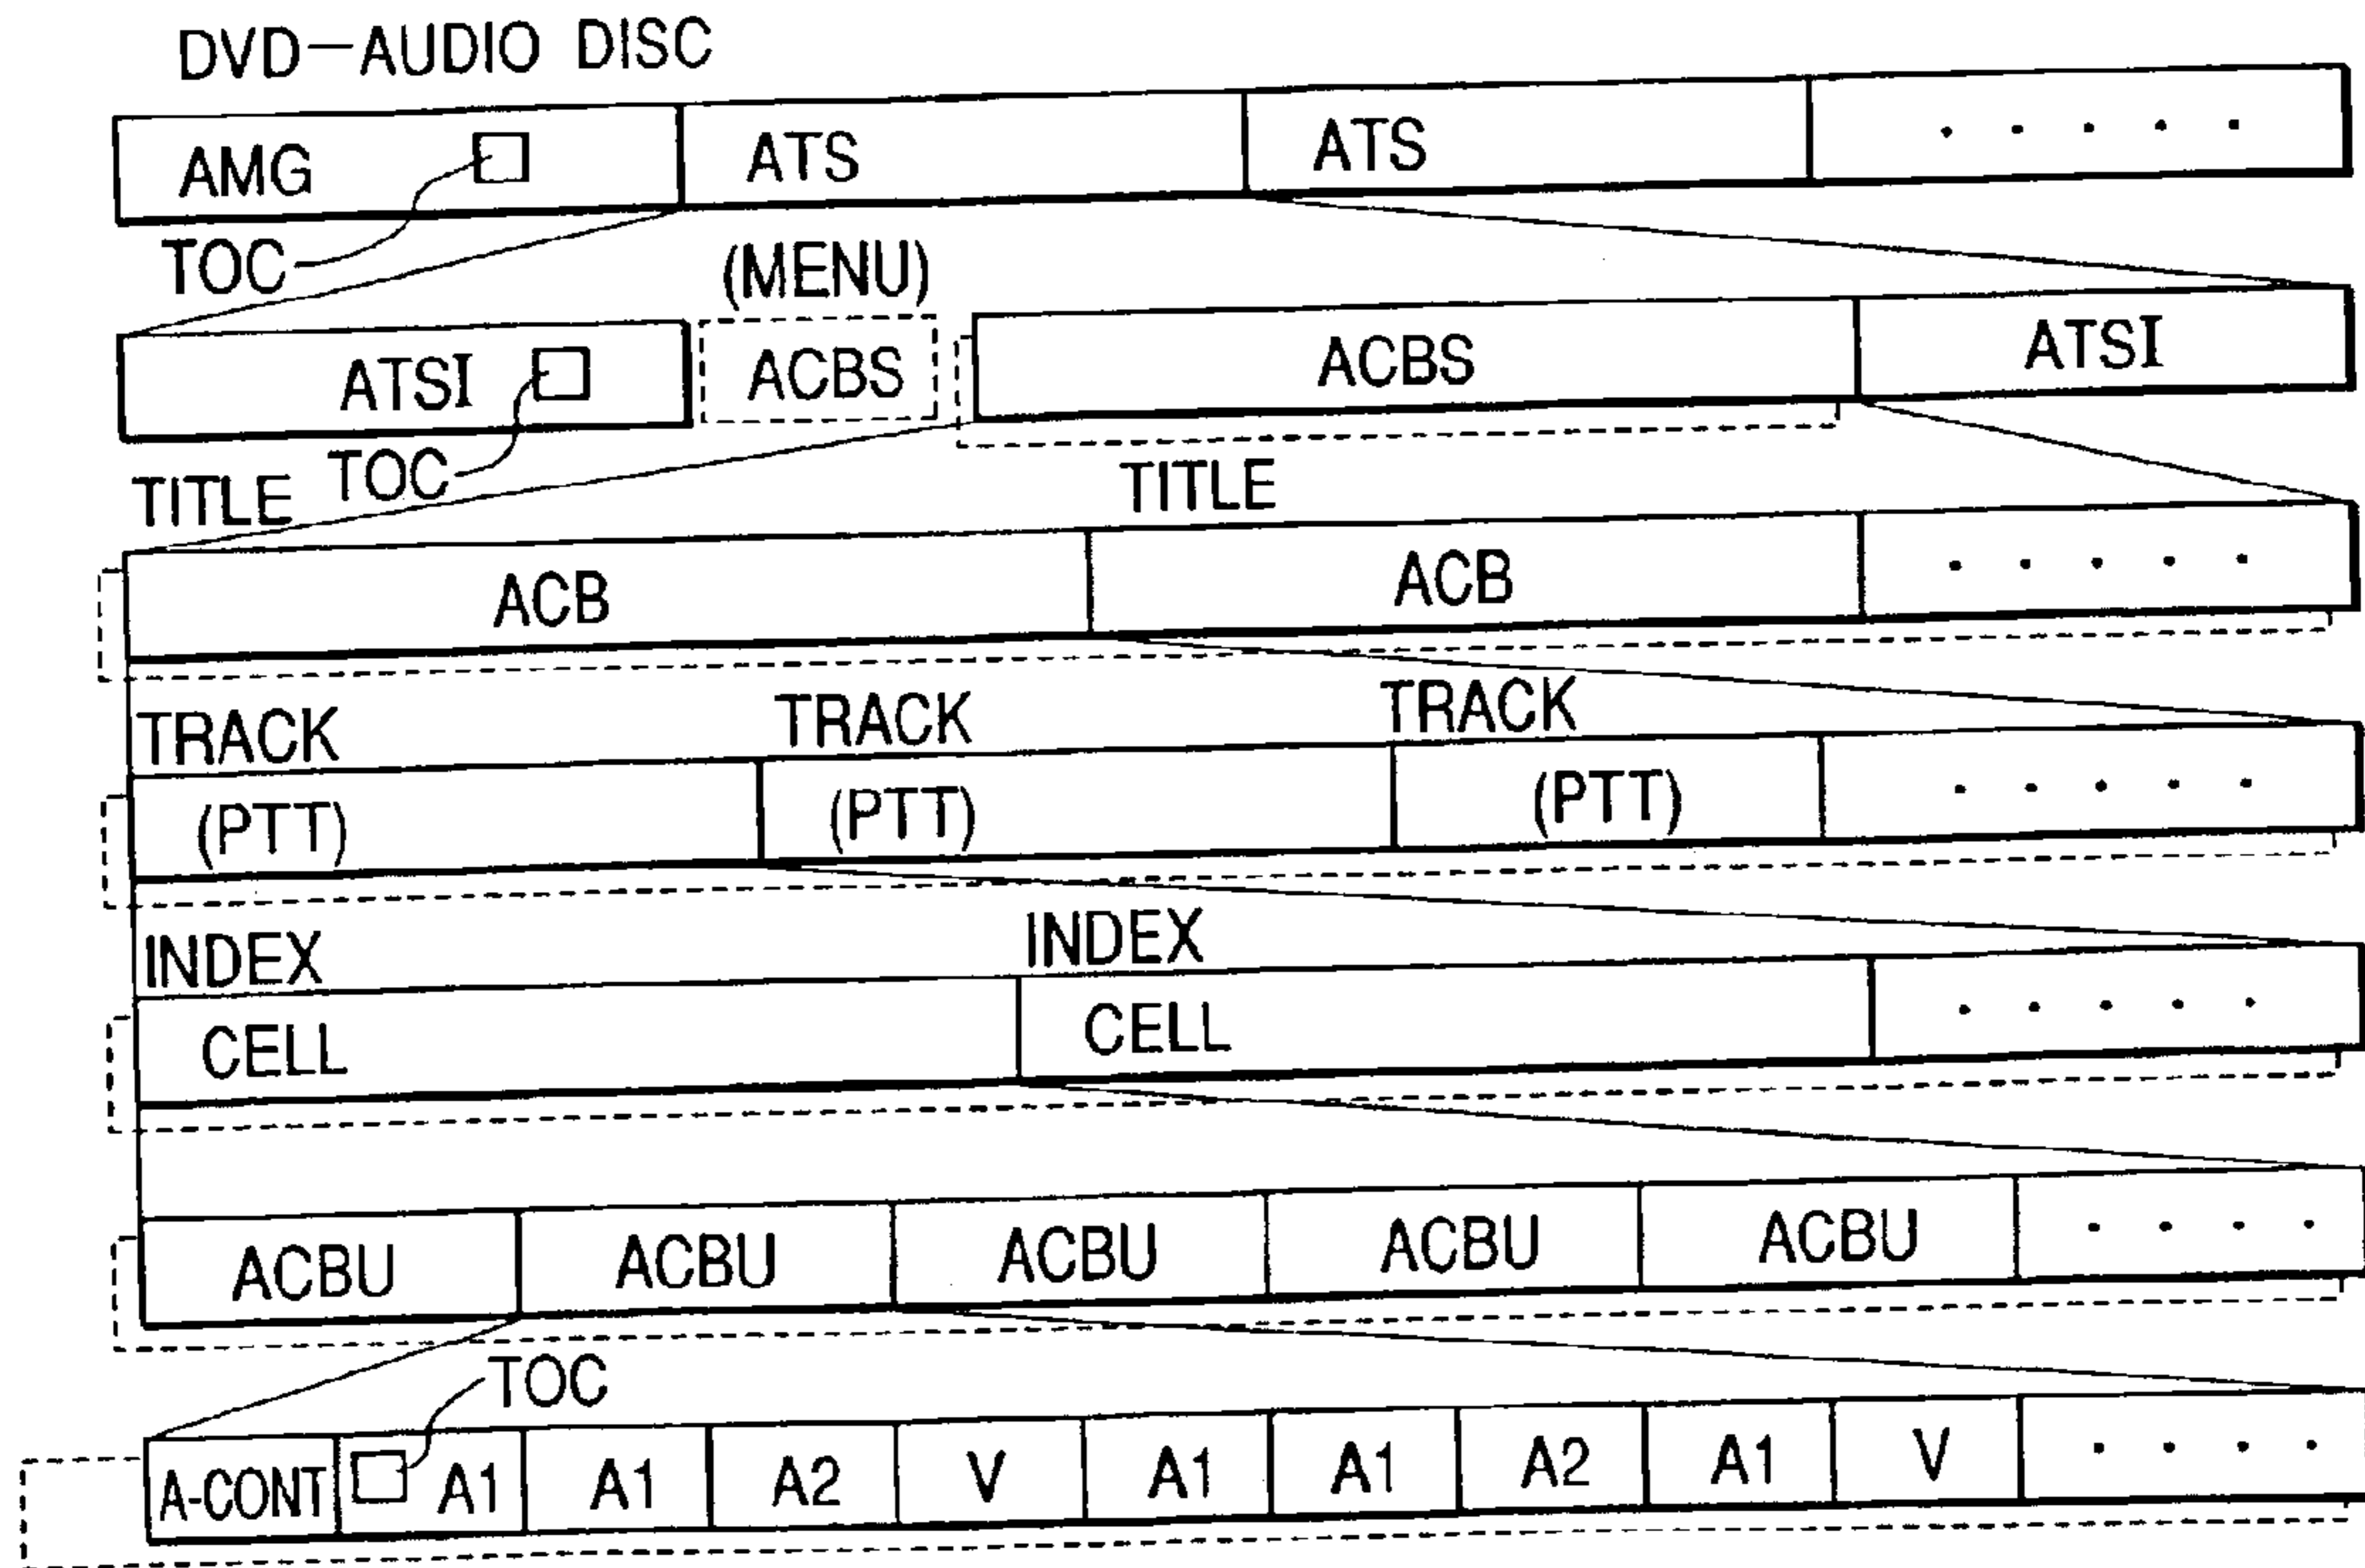 DVD-AUDIO DISC
AMG ATS ATS . . . . .
TOC
(MENU)
ATSI ACBS ACBS ATSI
TOC
TITLE TITLE
ACB ACB . . . . .
TRACK TRACK TRACK
(PTT) (PTT) (PTT) . . . . .
INDEX INDEX
CELL CELL . . . . .
ACBU ACBU ACBU ACBU ACBU . . . .
TOC
A-CONT A1 A1 A2 V A1 A1 A2 A1 V . . . .